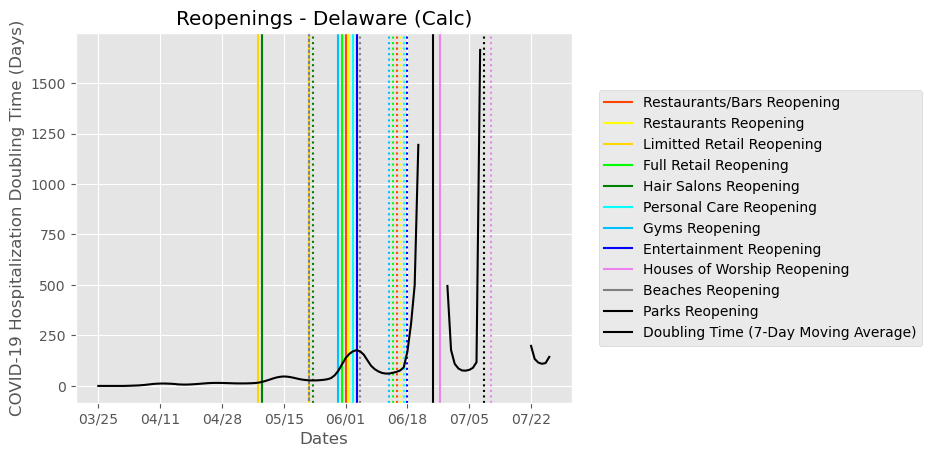 Reopenings - Delaware (Calc)
COVID-19 Hospitalization Doubling Time (Days)
1500
1250
1000
750
500
250
0
03/25 04/11 04/28 05/15 06/01 06/18 07/05 07/22
Dates
Restaurants/Bars Reopening
Restaurants Reopening
Limitted Retail Reopening
Full Retail Reopening
Hair Salons Reopening
Personal Care Reopening
Gyms Reopening
Entertainment Reopening
Houses of Worship Reopening
Beaches Reopening
Parks Reopening
Doubling Time (7-Day Moving Average)